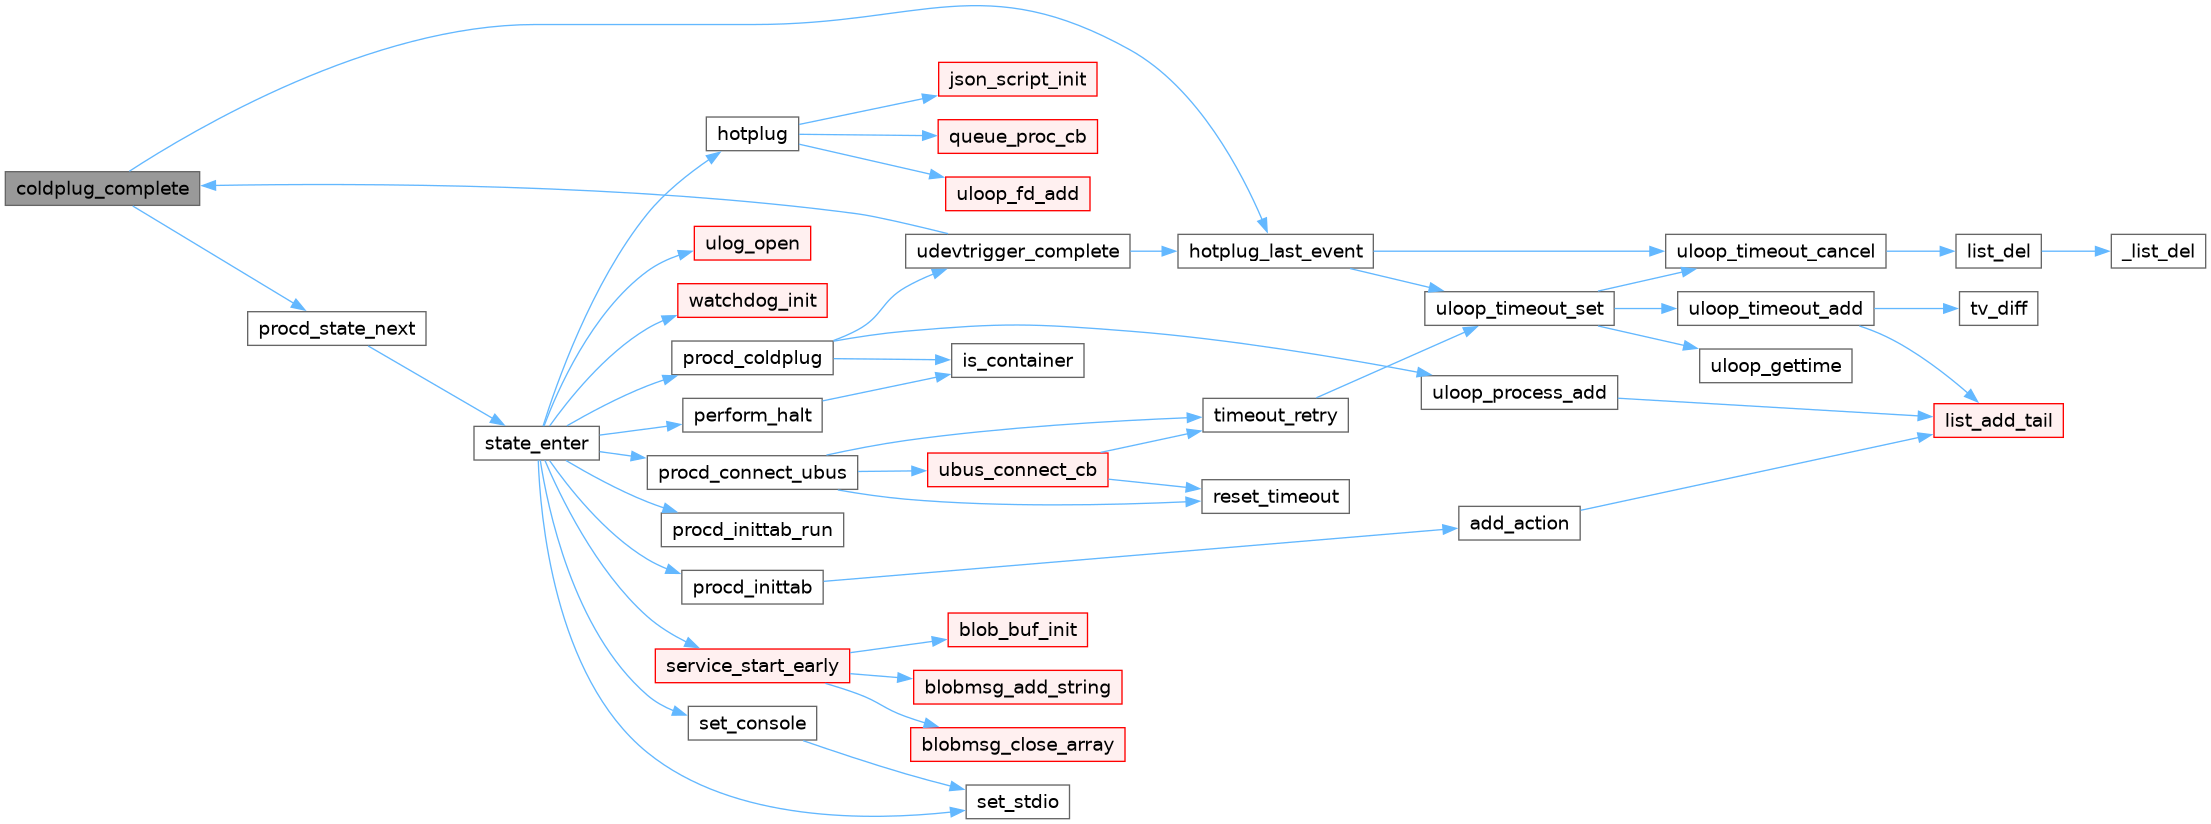 json_script_init
hotplug
queue_proc_cb
coldplug_complete
uloop_fd_add
ulog_open
udevtrigger_complete
hotplug_last_event
uloop_timeout_cancel
list_del
_list_del
watchdog_init
uloop_timeout_set
uloop_timeout_add
tv_diff
procd_state_next
procd_coldplug
is_container
uloop_gettime
uloop_process_add
perform_halt
timeout_retry
list_add_tail
state_enter
procd_connect_ubus
ubus_connect_cb
reset_timeout
procd_inittab_run
add_action
procd_inittab
blob_buf_init
service_start_early
blobmsg_add_string
set_console
blobmsg_close_array
set_stdio